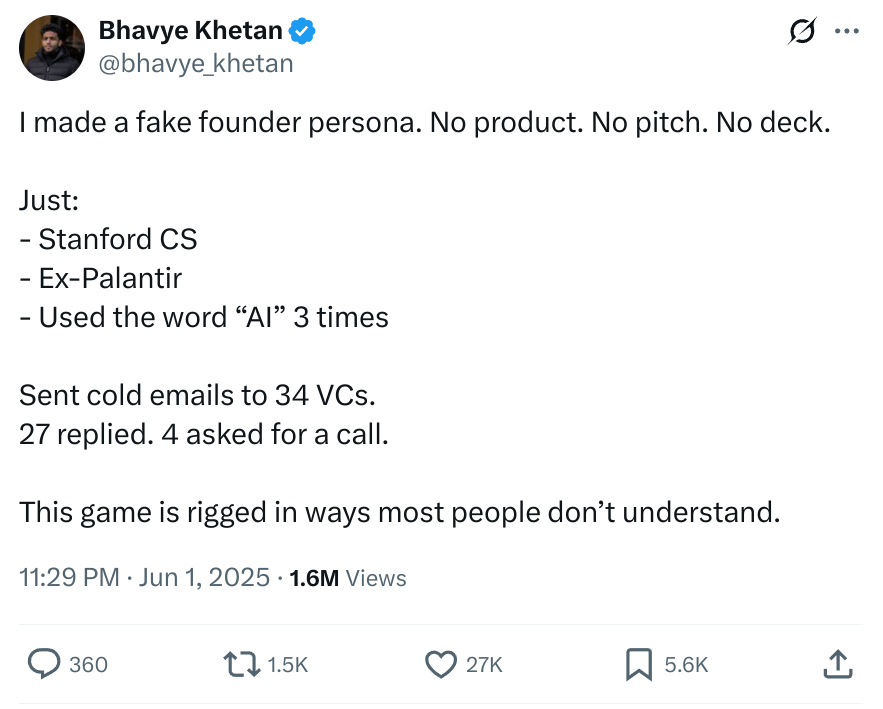 Bhavye Khetan
@bhavye_khetan
I made a fake founder persona. No product. No pitch. No deck.
Just:
- Stanford CS
- Ex-Palantir
- Used the word “AI” 3 times
Sent cold emails to 34 VCs.
27 replied. 4 asked for a call.
This game is rigged in ways most people don’t understand.
11:29 PM · Jun 1, 2025 · 1.6M Views
360 1.5K 27K 5.6K